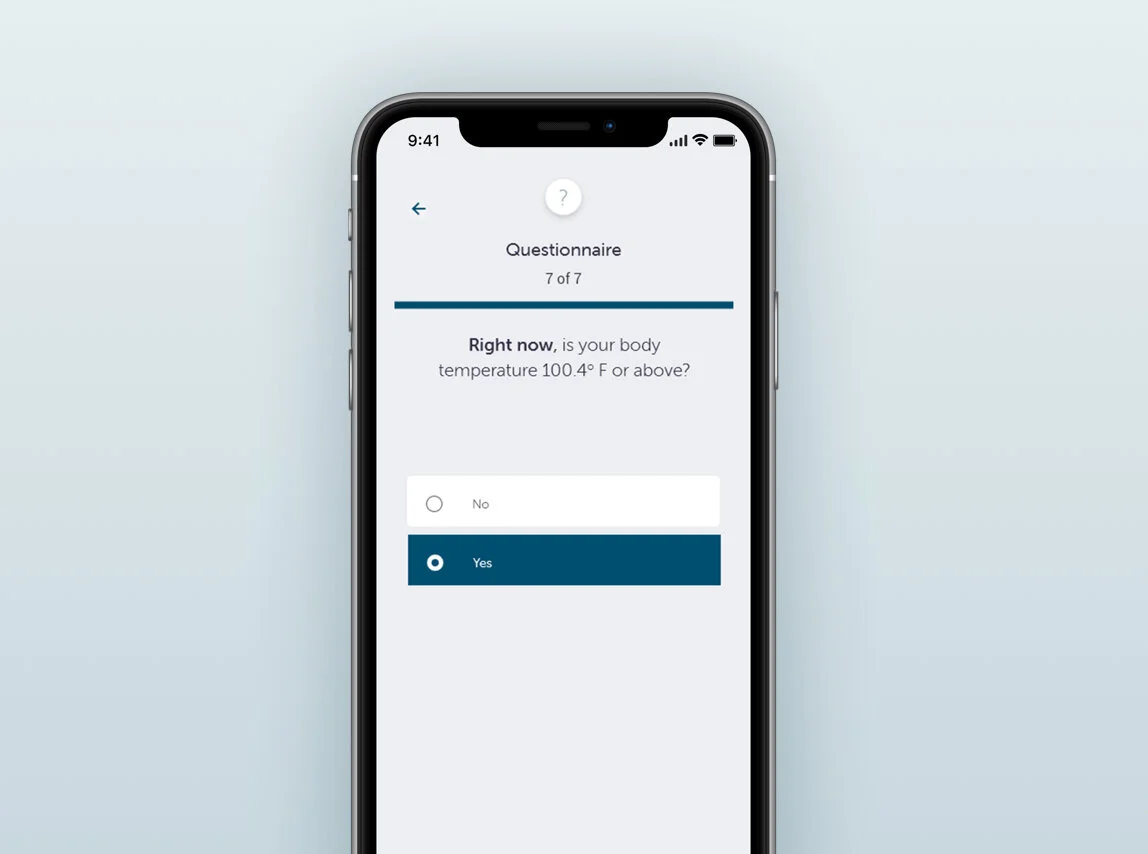 9:41
?
Questionnaire
7 of 7
Right now, is your body
temperature 100.4° F or above?
No
Yes